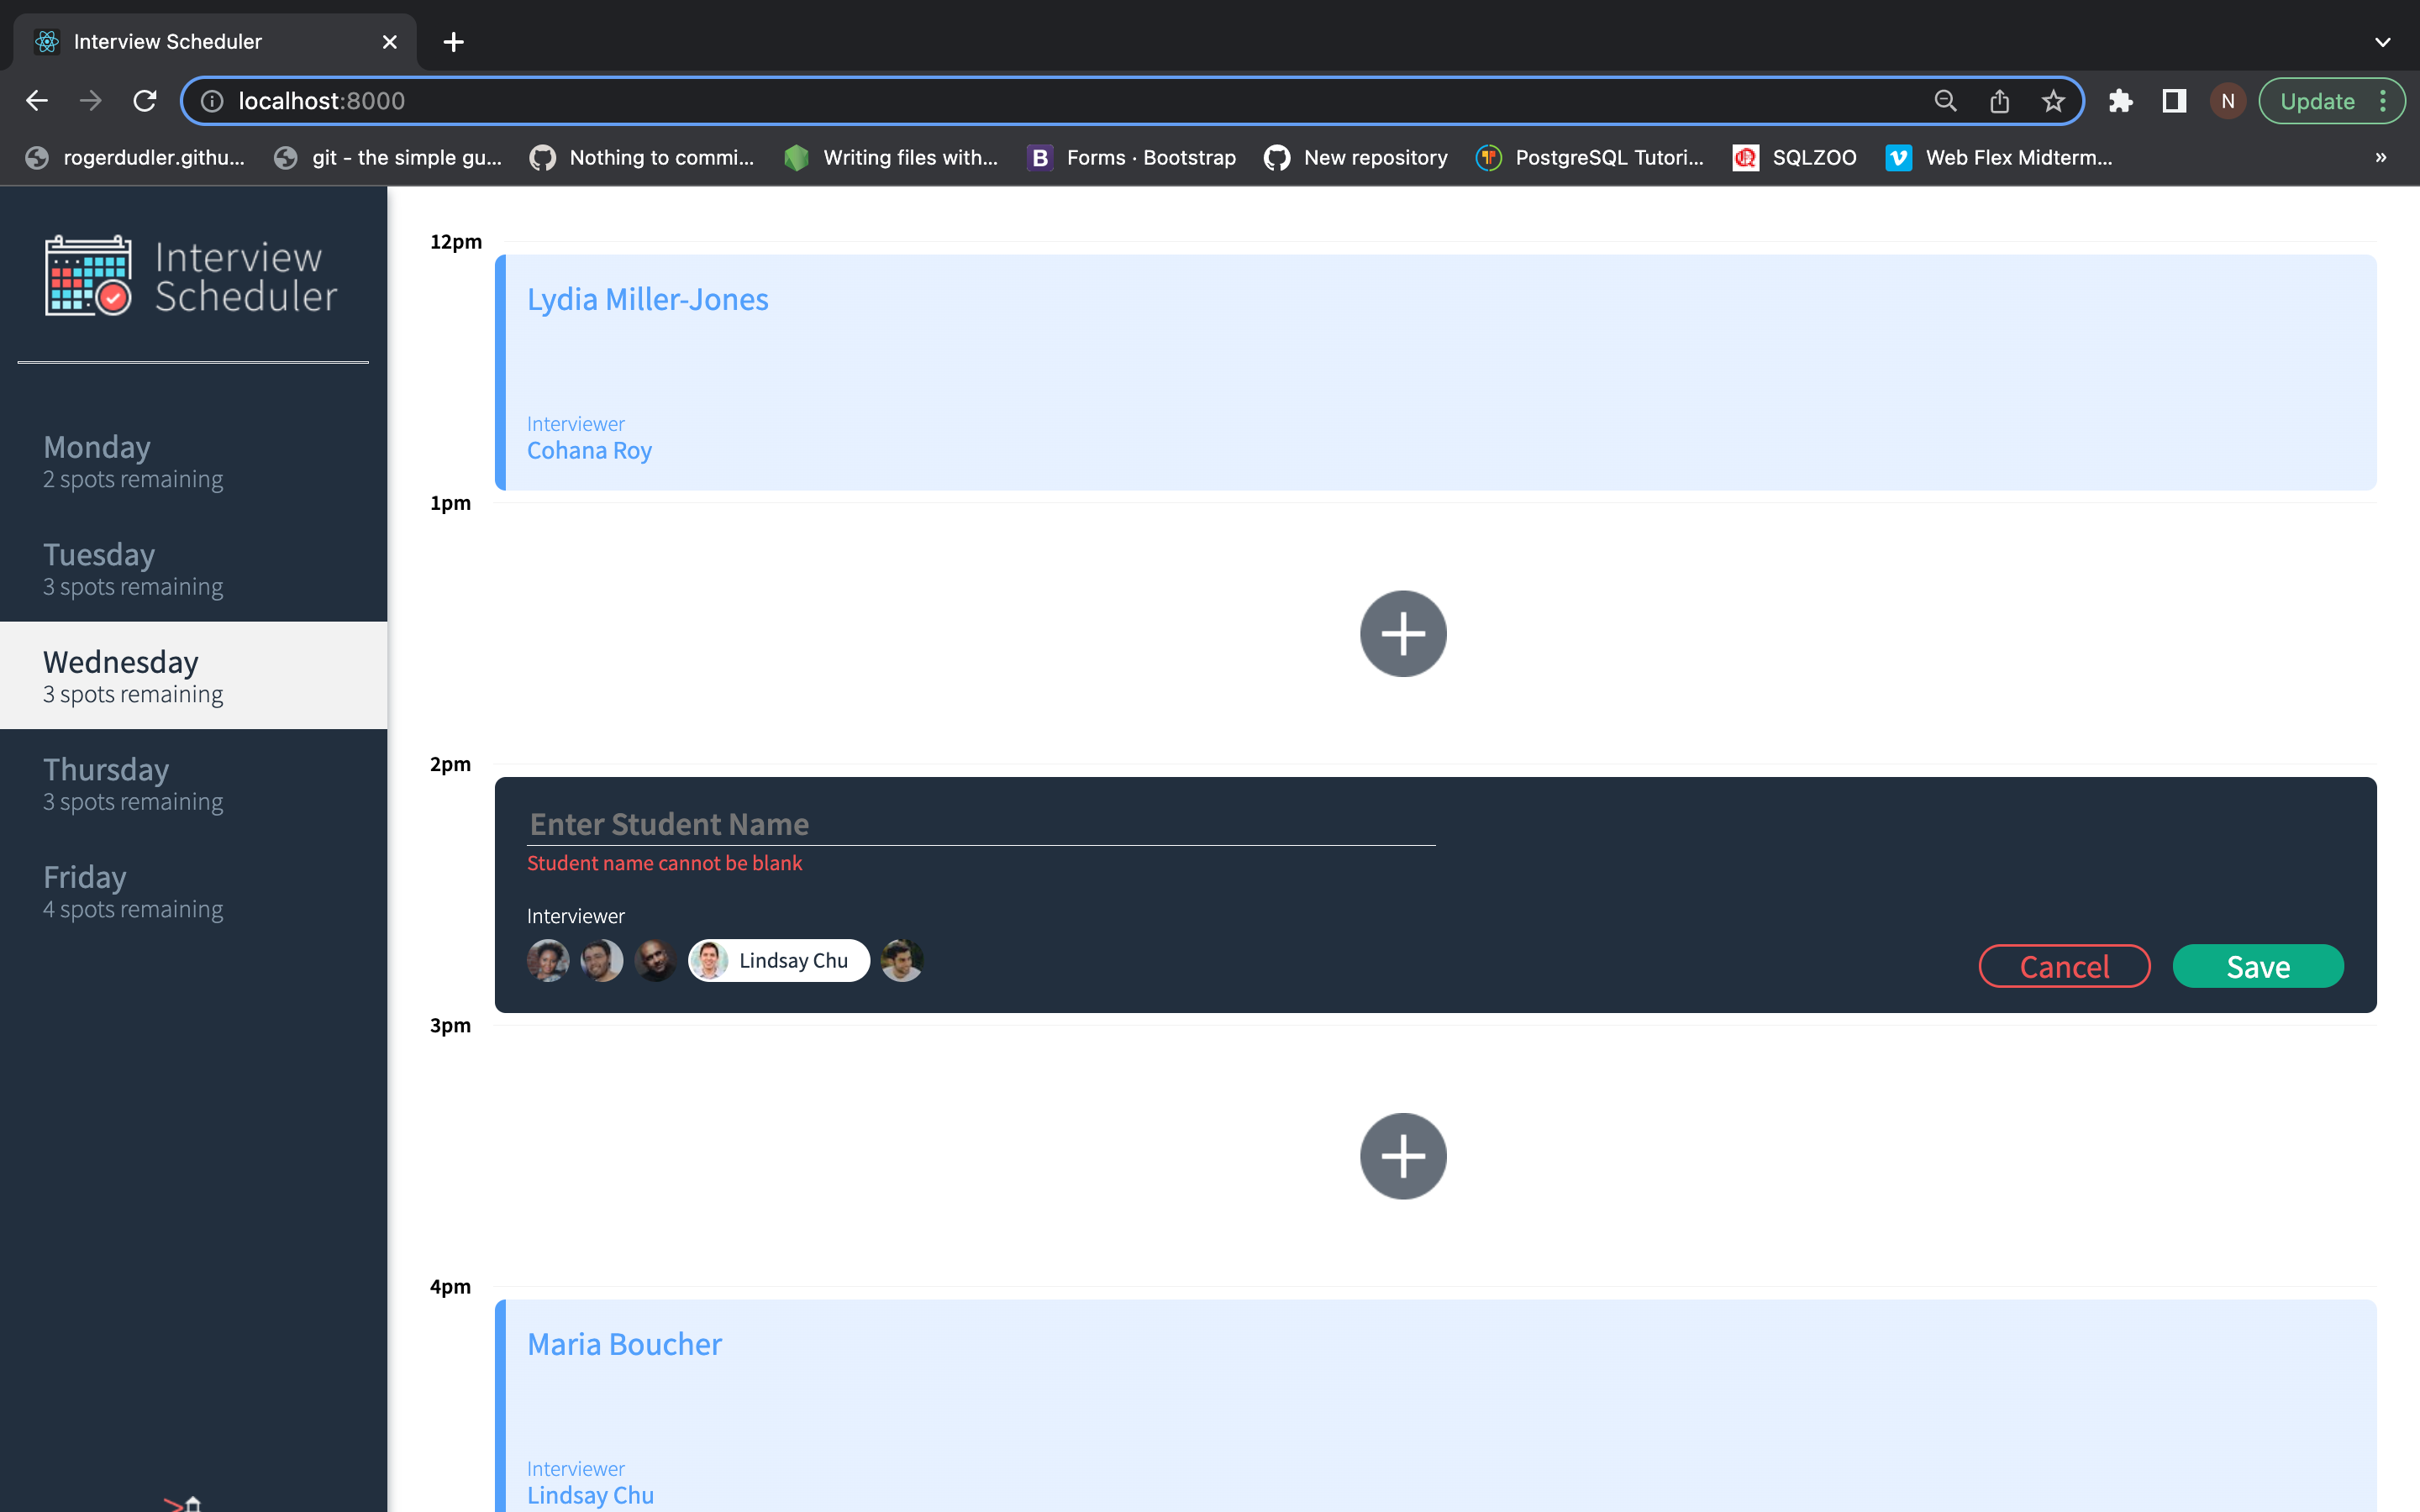 Interview Scheduler
localhost:8000
N
Update
rogerdudler.githu...
git - the simple gu...
Nothing to commi...
Writing files with...
B
Forms · Bootstrap
New repository
PostgreSQL Tutori...
SQLZOO
Web Flex Midterm...
»
Interview
Scheduler
Monday
2 spots remaining
Tuesday
3 spots remaining
Wednesday
3 spots remaining
Thursday
3 spots remaining
Friday
4 spots remaining
12pm
Lydia Miller-Jones
Interviewer
Cohana Roy
1pm
2pm
Enter Student Name
Student name cannot be blank
Interviewer
Lindsay Chu
Cancel
Save
3pm
4pm
Maria Boucher
Interviewer
Lindsay Chu